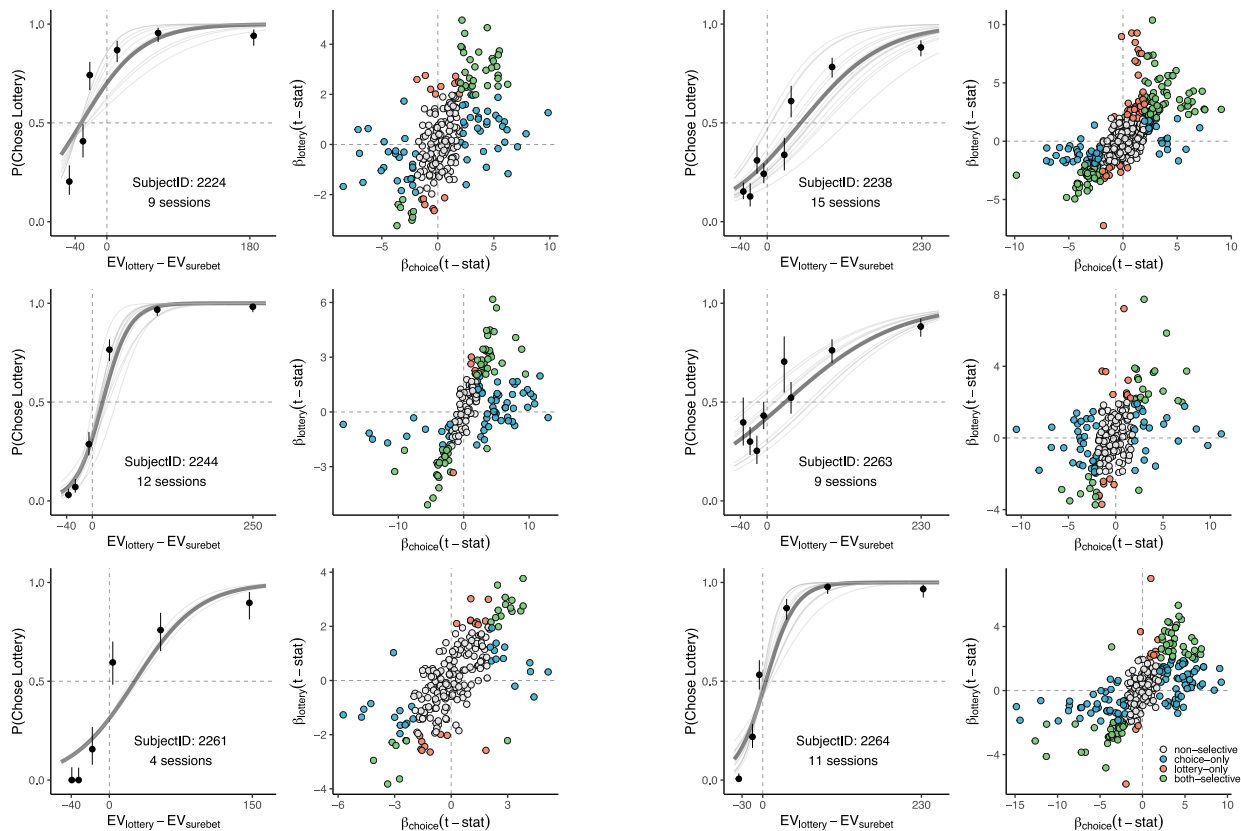 1.0
0.5
0.0
P(Chose Lottery)
SubjectID: 2224
9 sessions
−40 0 180
EVlottery − EVsurebet
4
2
0
−2
βlottery(t − stat)
−5 0 5 10
βchoice(t − stat)
1.0
0.5
0.0
P(Chose Lottery)
SubjectID: 2238
15 sessions
−40 0 230
EVlottery − EVsurebet
10
5
0
−5
βlottery(t − stat)
−10 −5 0 5 10
βchoice(t − stat)
1.0
0.5
0.0
P(Chose Lottery)
SubjectID: 2244
12 sessions
−40 0 250
EVlottery − EVsurebet
6
3
0
−3
βlottery(t − stat)
−10 0 10
βchoice(t − stat)
1.0
0.5
0.0
P(Chose Lottery)
SubjectID: 2263
9 sessions
−40 0 230
EVlottery − EVsurebet
8
4
0
−4
βlottery(t − stat)
−10 −5 0 5 10
βchoice(t − stat)
1.0
0.5
0.0
P(Chose Lottery)
SubjectID: 2261
4 sessions
−40 0 150
EVlottery − EVsurebet
4
2
0
−2
−4
βlottery(t − stat)
−6 −3 0 3
βchoice(t − stat)
1.0
0.5
0.0
P(Chose Lottery)
SubjectID: 2264
11 sessions
−30 0 230
EVlottery − EVsurebet
4
0
−4
βlottery(t − stat)
−15 −10 −5 0 5 10
βchoice(t − stat)
non−selective
choice−only
lottery−only
both−selective